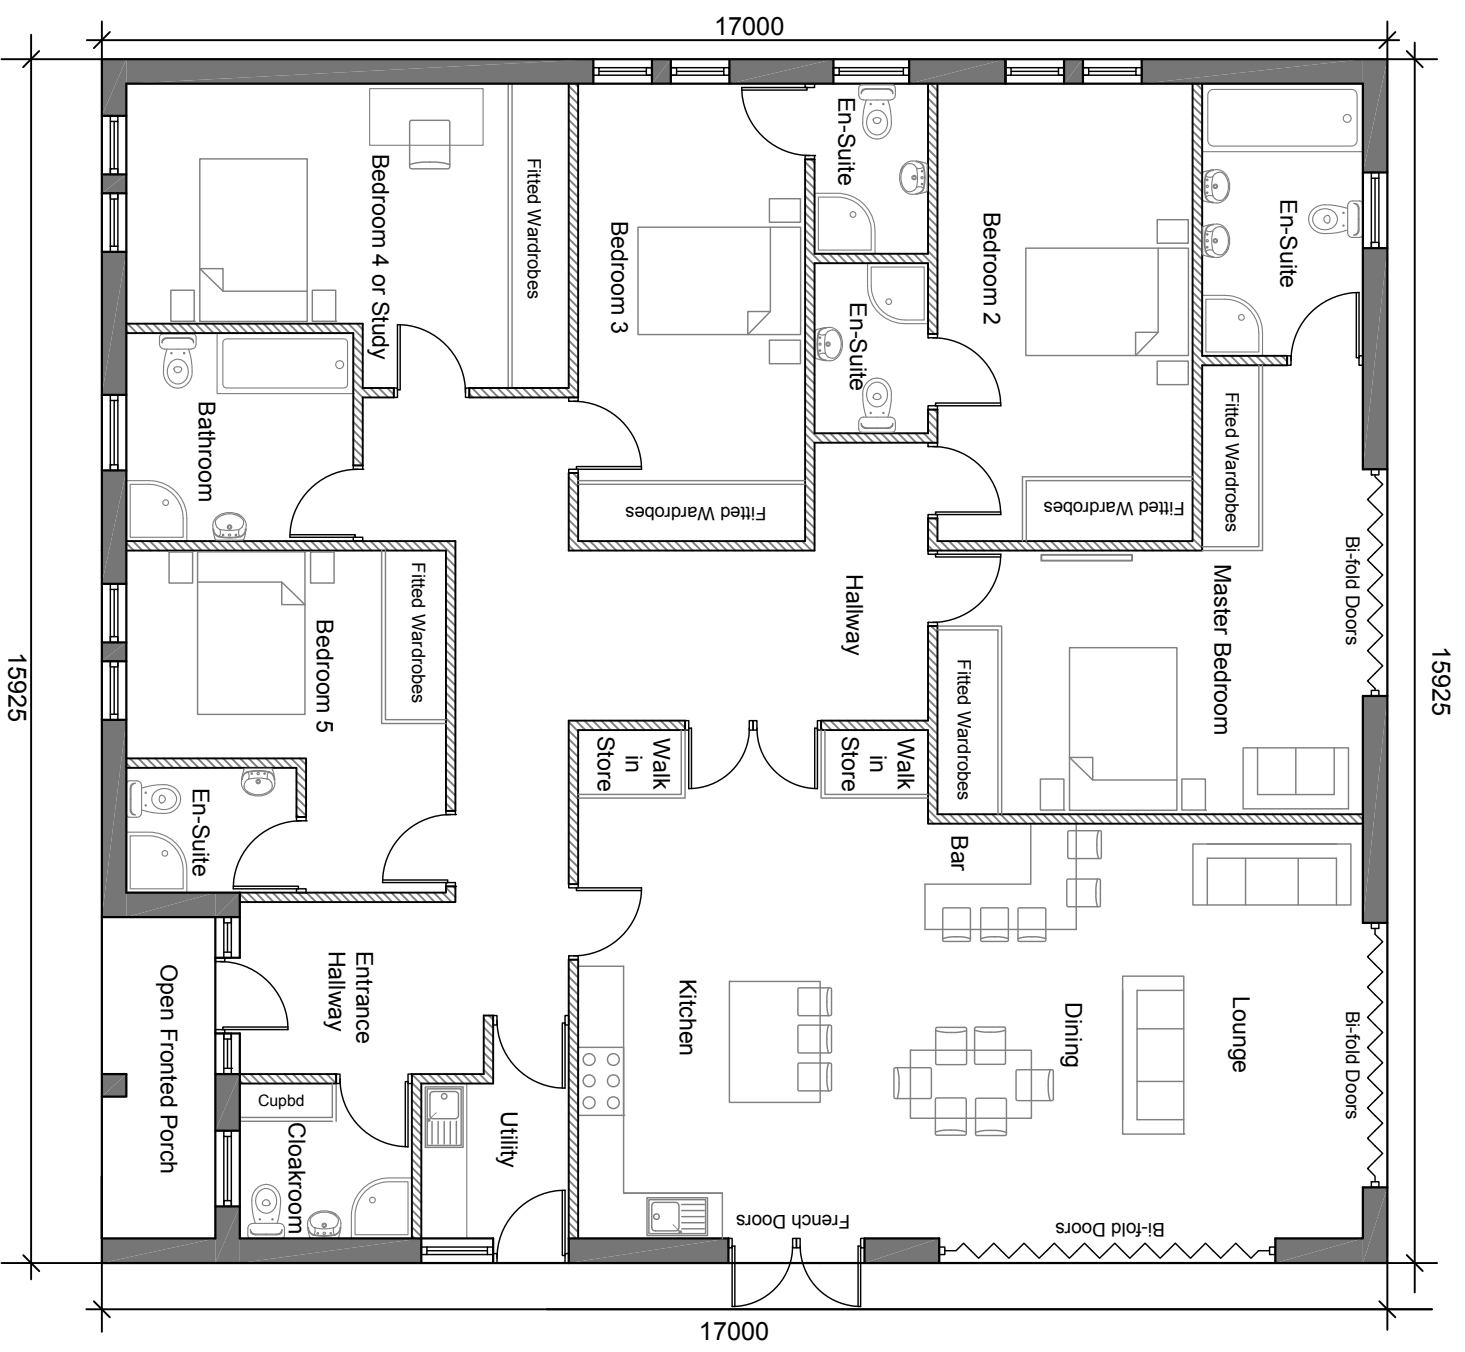 17000
En-Suite
Bedroom 4 or Study
Fitted Wardrobes
Bedroom 3
Bedroom 2
En-Suite
En-Suite
Bathroom
Fitted Wardrobes
Fitted Wardrobes
Fitted Wardrobes
Bi-fold Doors
Fitted Wardrobes
Bedroom 5
Hallway
Master Bedroom
15925
15925
Fitted Wardrobes
Walk
in
Store
Walk
in
Store
En-Suite
Bar
Entrance
Hallway
Open Fronted Porch
Kitchen
Dining
Lounge
Bi-fold Doors
Cupbd
Cloakroom
Utility
French Doors
Bi-fold Doors
17000